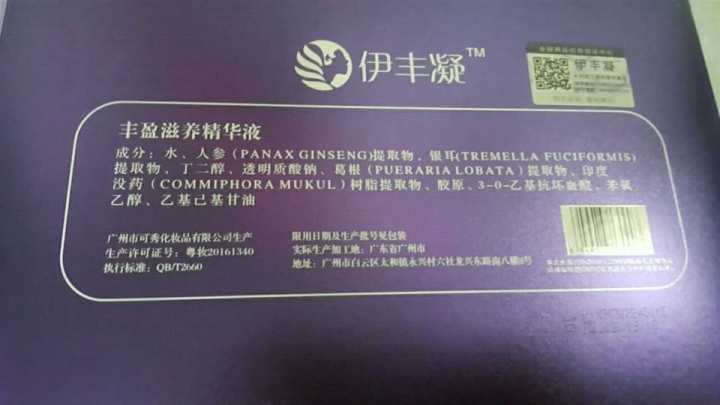 伊丰凝™
伊丰凝
丰盈滋养精华液
成分：水、人参（PANAX GINSENG)提取物、银耳(TREMELLA FUCIFORMIS)
提取物、丁二醇、透明质酸钠、葛根（PUERARIA LOBATA）提取物、印度
没药（COMMIPHORA MUKUL）树脂提取物、胶原、3-0-乙基抗坏血酸、苯氧
乙醇、乙基己基甘油
广州市可秀化妆品有限公司生产
生产许可证号：粤妆20161340
执行标准：QB/T2660
限用日期及生产批号见包装
实际生产加工地：广东省广州市
地址：广州市白云区太和镇永兴村六社龙兴东路南八横8号